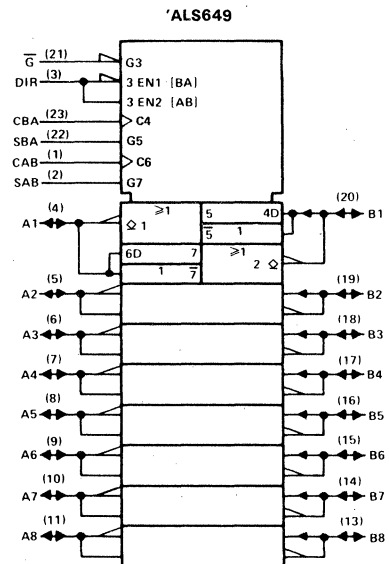 'ALS649
G̅ (21) G3
DIR (3) 3 EN1 [BA]
3 EN2 [AB]
CBA (23) C4
SBA (22) G5
CAB (1) C6
SAB (2) G7
A1 (4) ≥1 5 4D (20) B1
1 5̅ 1
6D 7 ≥1
1 7̅ 2
A2 (5) (19) B2
A3 (6) (18) B3
A4 (7) (17) B4
A5 (8) (16) B5
A6 (9) (15) B6
A7 (10) (14) B7
A8 (11) (13) B8